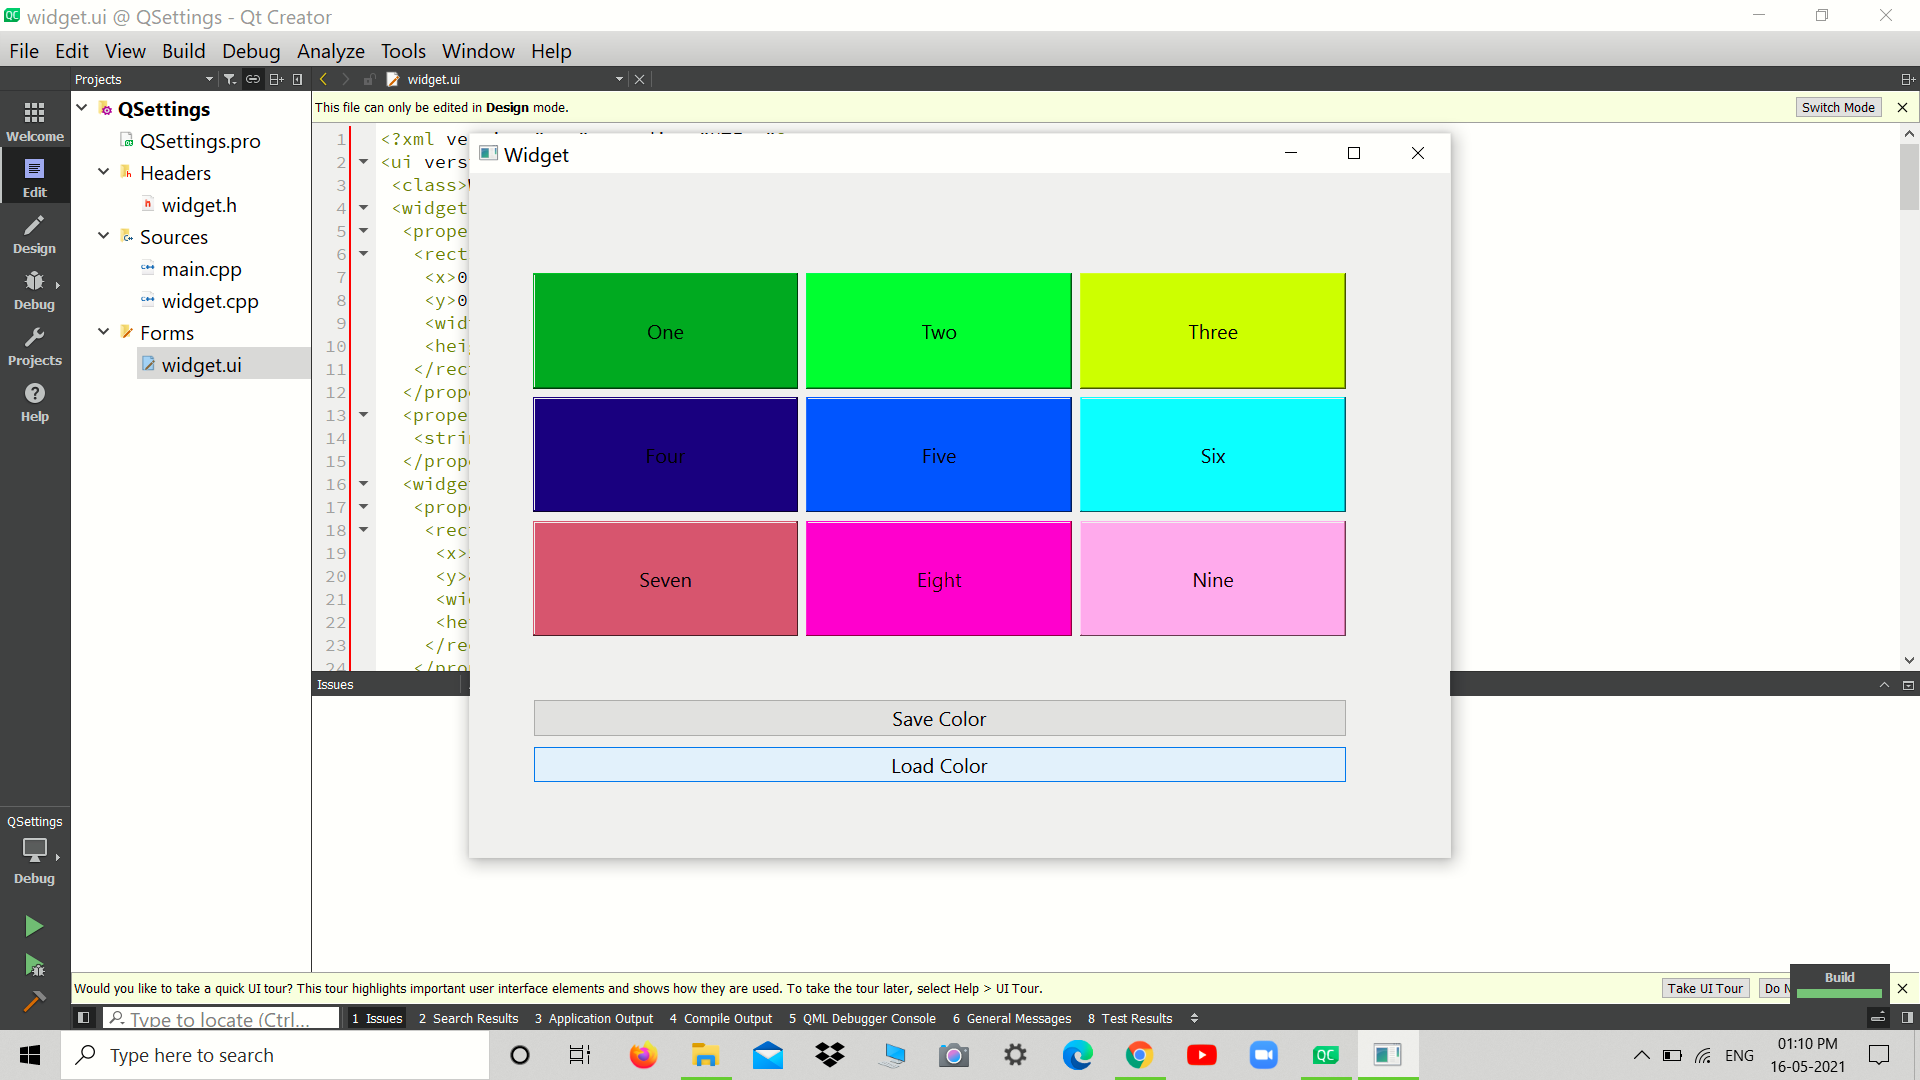 widget.ui @ QSettings - Qt Creator
File Edit View Build Debug Analyze Tools Window Help
Projects
widget.ui
QSettings
This file can only be edited in Design mode.
Switch Mode
Welcome
QSettings.pro
Headers
widget.h
Edit
Sources
Design
main.cpp
widget.cpp
Debug
Forms
Projects
widget.ui
Help
1 <?xml ve
2 <ui vers
3 <class>
4 <widget
5 <prope
6 <rect
7 <x>0
8 <y>0
9 <wid
10 <hei
11 </rec
12 </prop
13 <prope
14 <stri
15 </prop
16 <widge
17 <prop
18 <rec
19 <x>
20 <y>
21 <wi
22 <he
23 </re
24 </pro
Widget
One Two Three
Four Five Six
Seven Eight Nine
Save Color
Load Color
Issues
QSettings
Debug
Would you like to take a quick UI tour? This tour highlights important user interface elements and shows how they are used. To take the tour later, select Help > UI Tour.
Take UI Tour
Do N
Build
Type to locate (Ctrl...
1 Issues 2 Search Results 3 Application Output 4 Compile Output 5 QML Debugger Console 6 General Messages 8 Test Results
Type here to search
QC
ENG
01:10 PM
16-05-2021